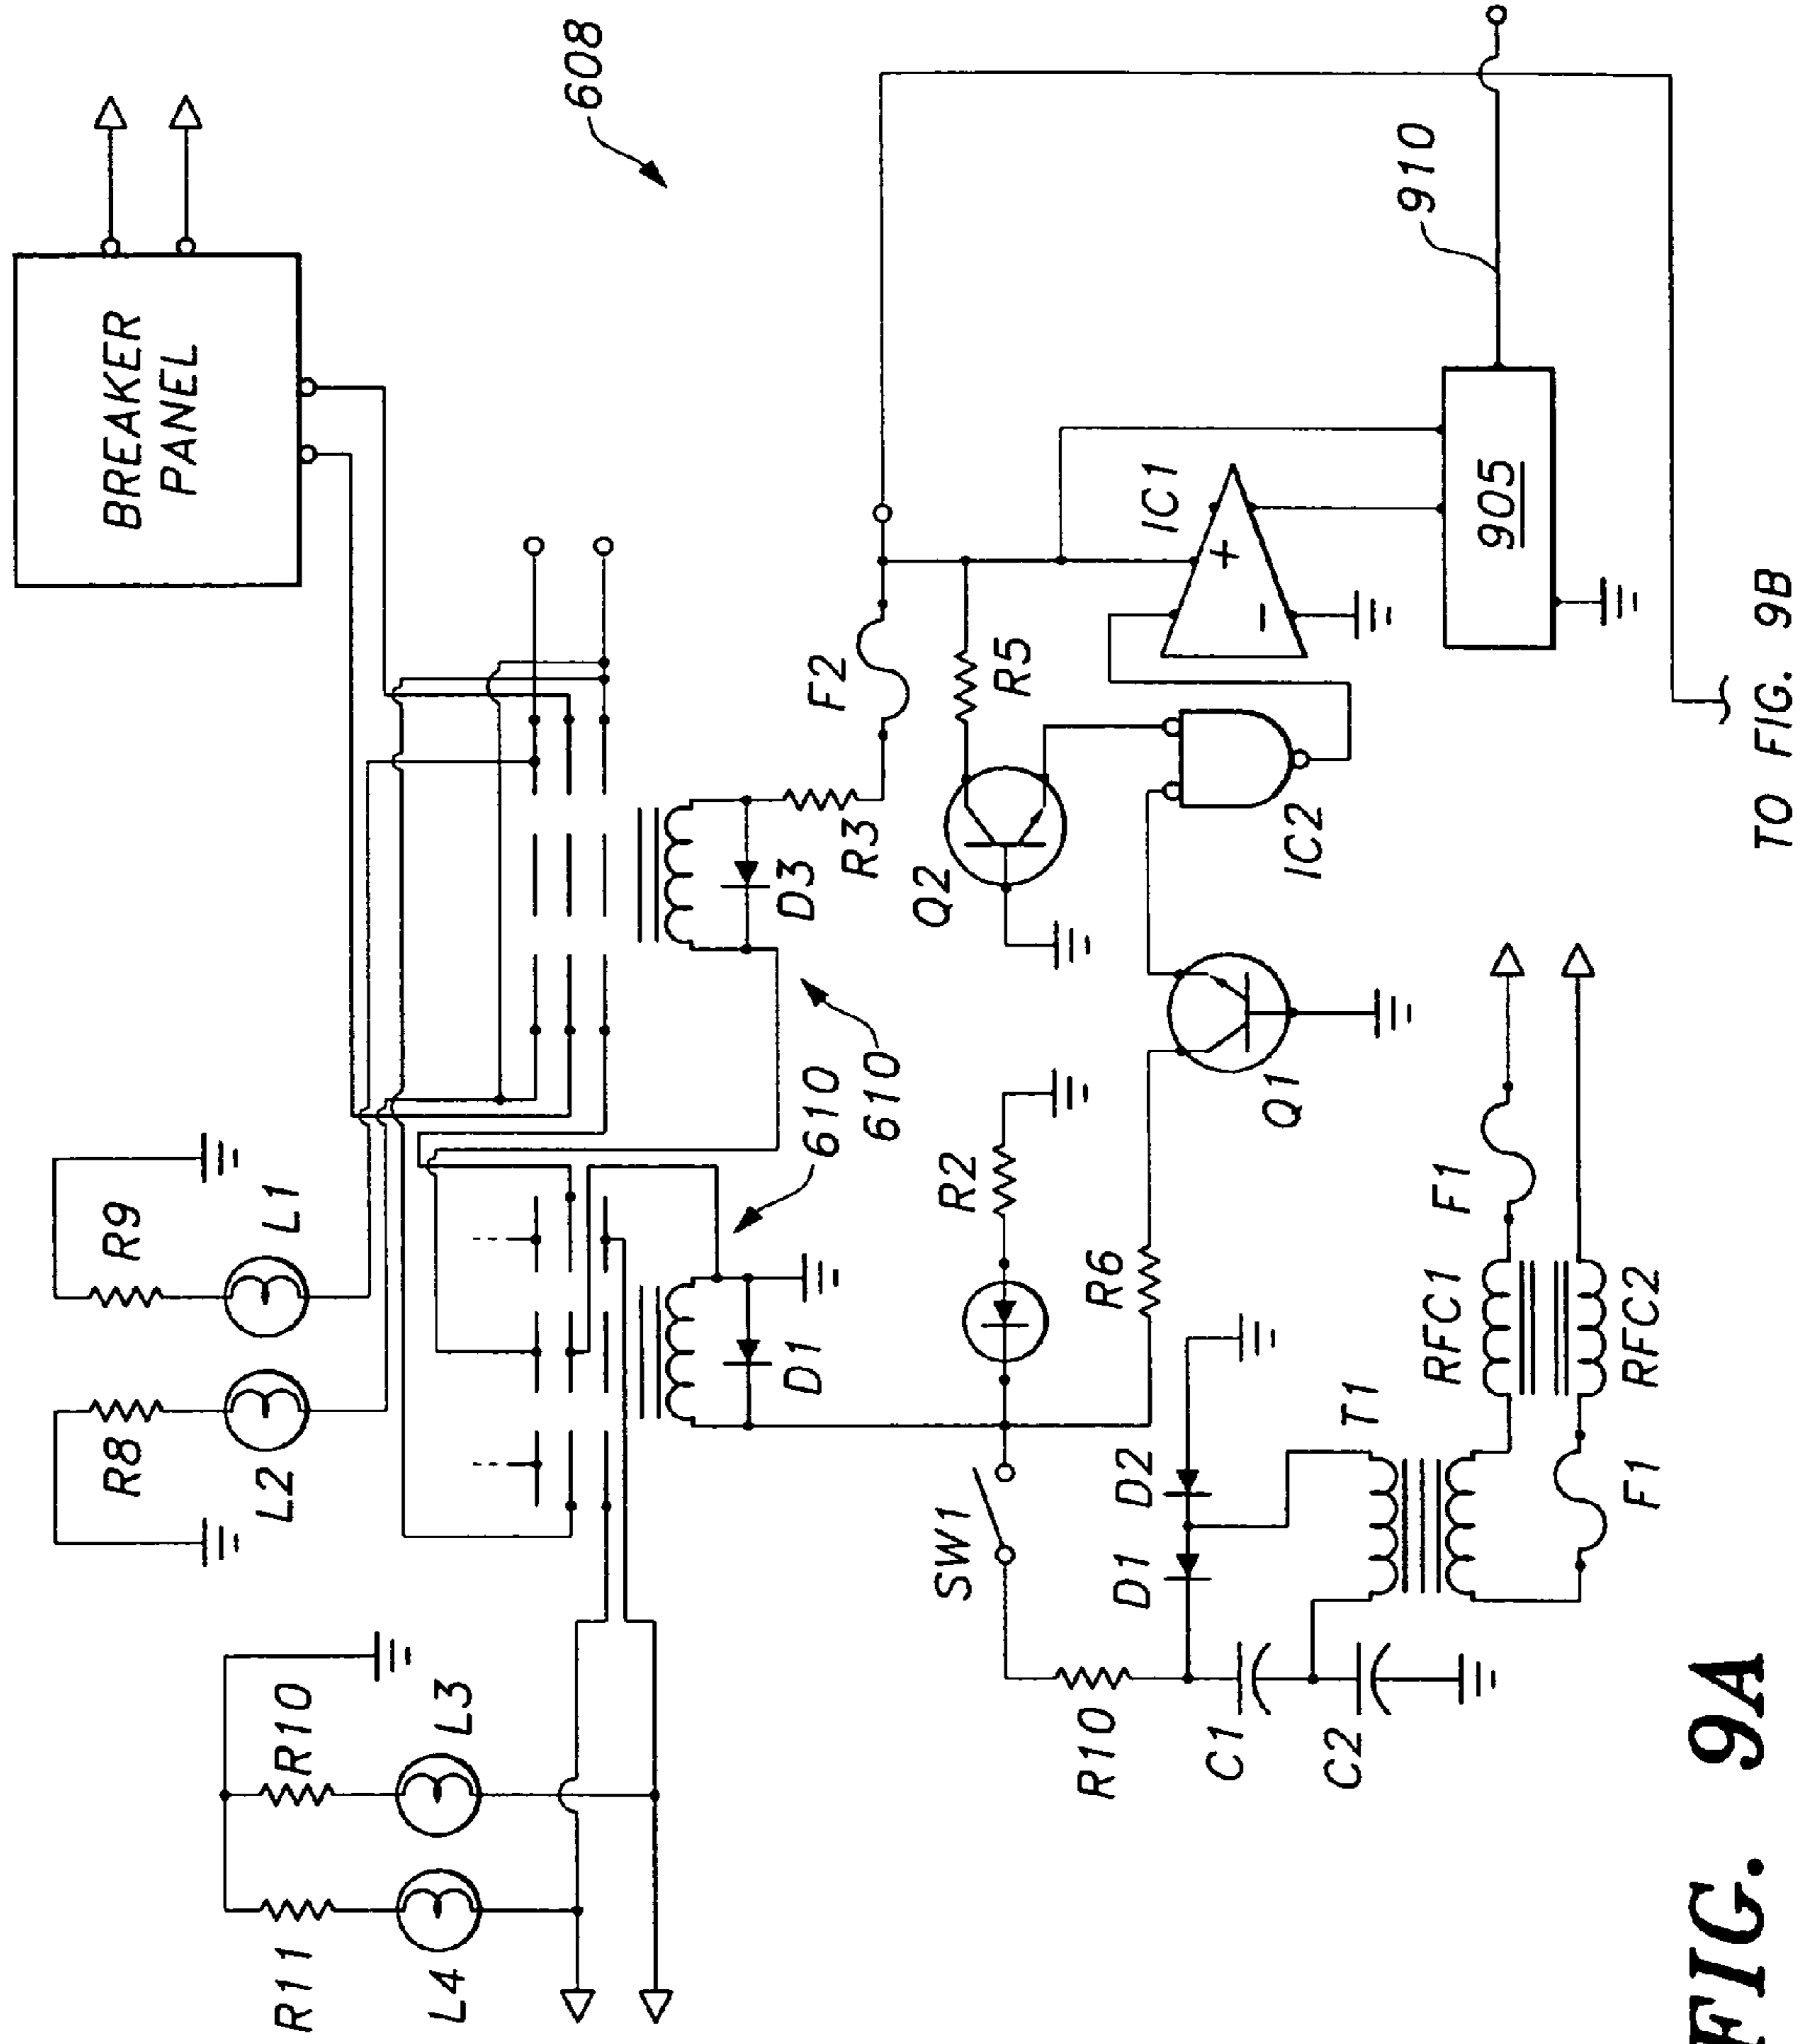 BREAKER
PANEL
608
R9
L1
R8
L2
R10
L3
R11
L4
610
610
D3
R3
F2
D1
Q2
R5
IC1
+
−
910
905
IC2
Q1
R2
R6
SW1
D1
D2
R10
C1
C2
T1
RFC1
F1
RFC2
F1
TO FIG. 9B
FIG. 9A